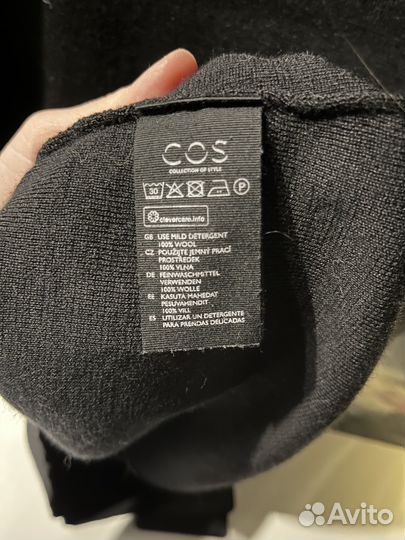 COS
COLLECTION OF STYLE
30 P
clevercare.info
GB USE MILD DETERGENT
100% WOOL
CZ POUŽIJTE JEMNÝ PRACÍ
PROSTŘEDEK
100% VLNA
DE FEINWASCHMITTEL
VERWENDEN
100% WOLLE
EE KASUTA MAHEDAT
PESUVAHENDIT
100% VILL
ES UTILIZAR UN DETERGENTE
PARA PRENDAS DELICADAS
Avito